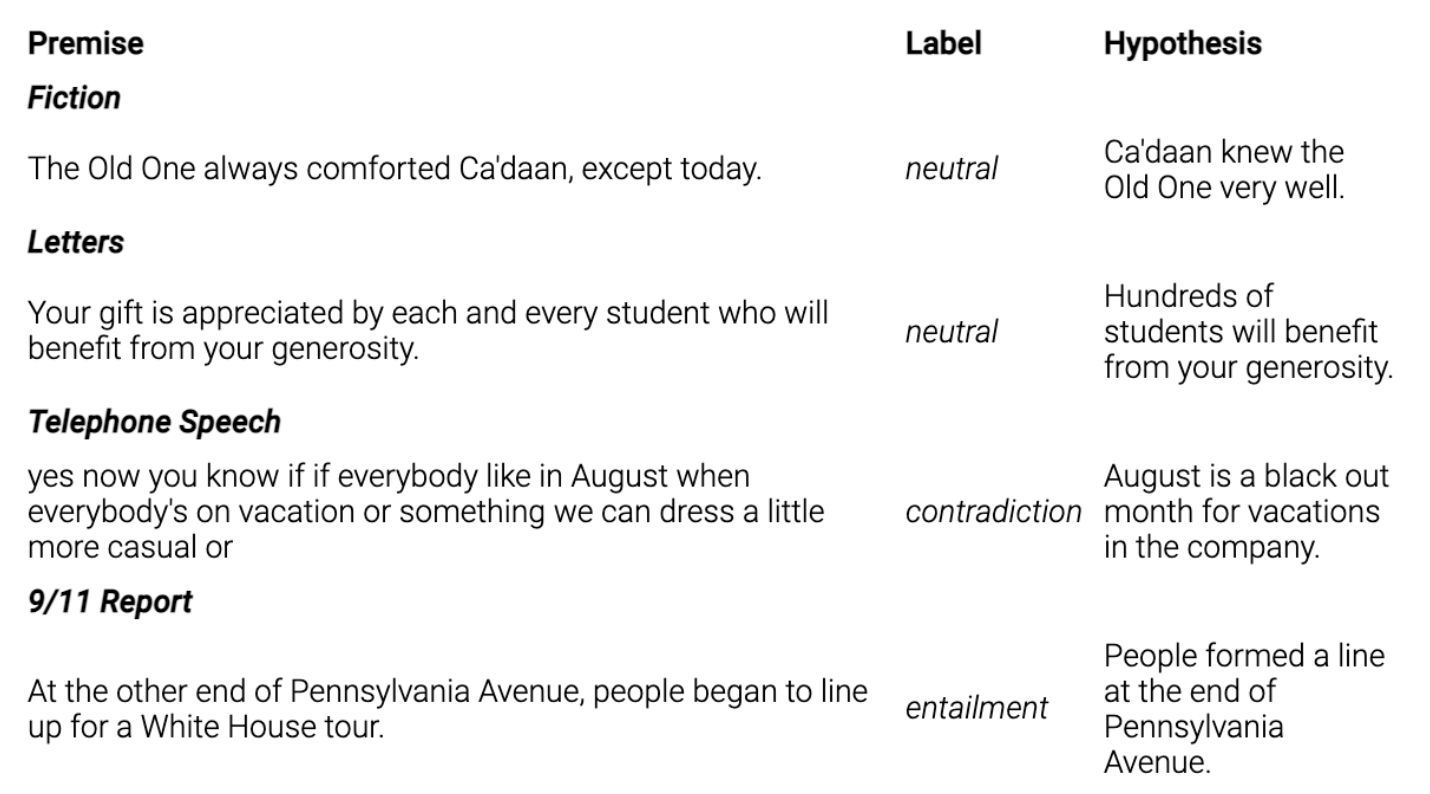 Premise Label Hypothesis
Fiction
The Old One always comforted Ca'daan, except today.
neutral
Ca'daan knew the
Old One very well.
Letters
Your gift is appreciated by each and every student who will
benefit from your generosity.
neutral
Hundreds of
students will benefit
from your generosity.
Telephone Speech
yes now you know if if everybody like in August when
everybody's on vacation or something we can dress a little
more casual or
contradiction
August is a black out
month for vacations
in the company.
9/11 Report
At the other end of Pennsylvania Avenue, people began to line
up for a White House tour.
entailment
People formed a line
at the end of
Pennsylvania
Avenue.